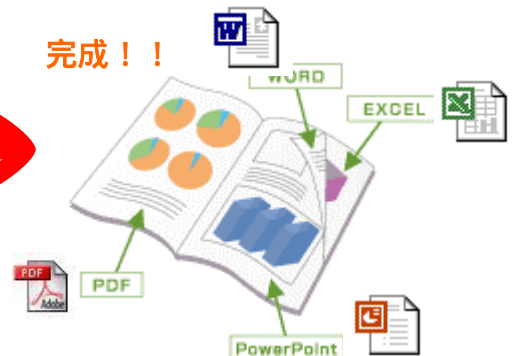 完成！！
W
WORD
EXCEL
X
PDF
Adobe
PDF
PowerPoint